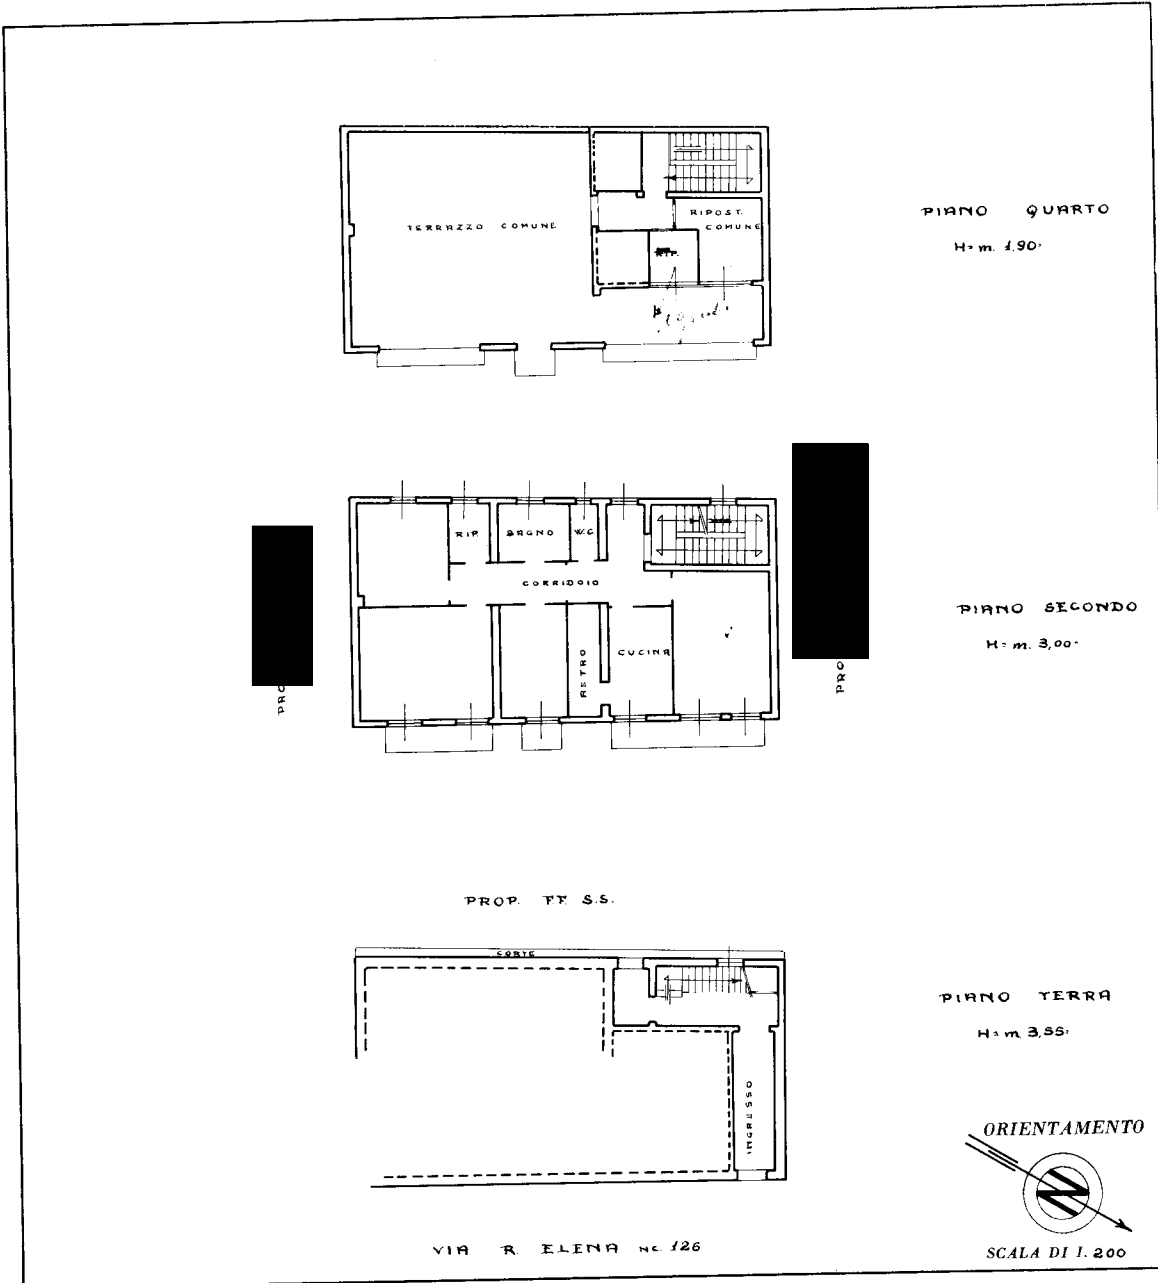 TERRAZZO COMUNE
RIPOST.
COMUNE
RIP.
PIANO QUARTO
H= m. 1.90=
RIP.
BAGNO
W.C
CORRIDOIO
RETRO
CUCINA
PRO
PRO
PIANO SECONDO
H= m. 3,00-
PROP. FF. S.S.
CORTE
INGRESSO
PIANO TERRA
H= m. 3,55=
ORIENTAMENTO
N
SCALA DI 1. 200
VIA R. ELENA NC. 126